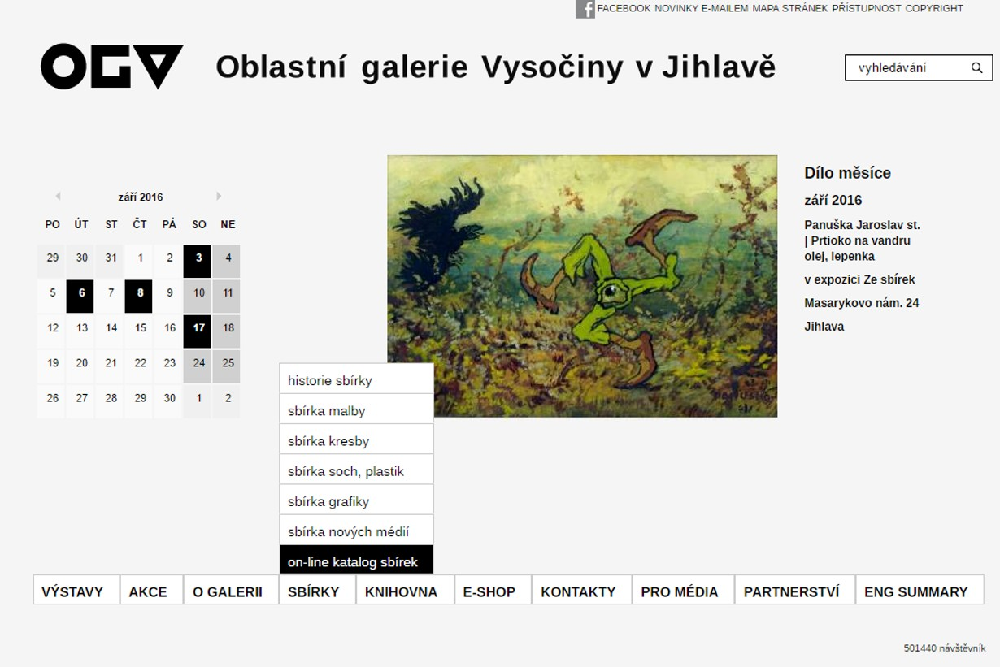 FACEBOOK NOVINKY E-MAILEM MAPA STRÁNEK PŘÍSTUPNOST COPYRIGHT
OGV
Oblastní galerie Vysočiny v Jihlavě
vyhledávání
září 2016
PO ÚT ST ČT PÁ SO NE
29 30 31 1 2 3 4
5 6 7 8 9 10 11
12 13 14 15 16 17 18
19 20 21 22 23 24 25
26 27 28 29 30 1 2
Dílo měsíce
září 2016
Panuška Jaroslav st.
| Prtioko na vandru
olej, lepenka
v expozici Ze sbírek
Masarykovo nám. 24
Jihlava
historie sbírky
sbírka malby
sbírka kresby
sbírka soch, plastik
sbírka grafiky
sbírka nových médií
on-line katalog sbírek
VÝSTAVY AKCE O GALERII SBÍRKY KNIHOVNA E-SHOP KONTAKTY PRO MÉDIA PARTNERSTVÍ ENG SUMMARY
501440 návštěvník